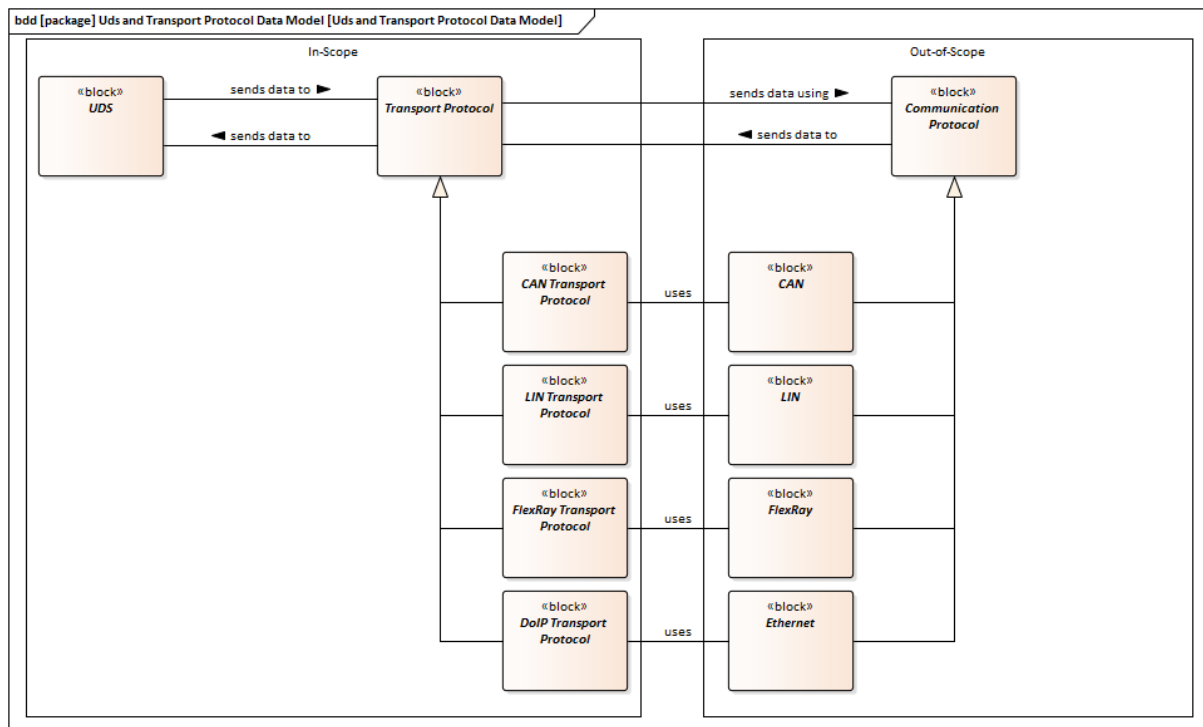 bdd [package] Uds and Transport Protocol Data Model [Uds and Transport Protocol Data Model]
In-Scope
Out-of-Scope
«block»
UDS
sends data to
sends data to
«block»
Transport Protocol
sends data using
sends data to
«block»
Communication
Protocol
«block»
CAN Transport
Protocol
uses
«block»
CAN
«block»
LIN Transport
Protocol
uses
«block»
LIN
«block»
FlexRay Transport
Protocol
uses
«block»
FlexRay
«block»
DoIP Transport
Protocol
uses
«block»
Ethernet